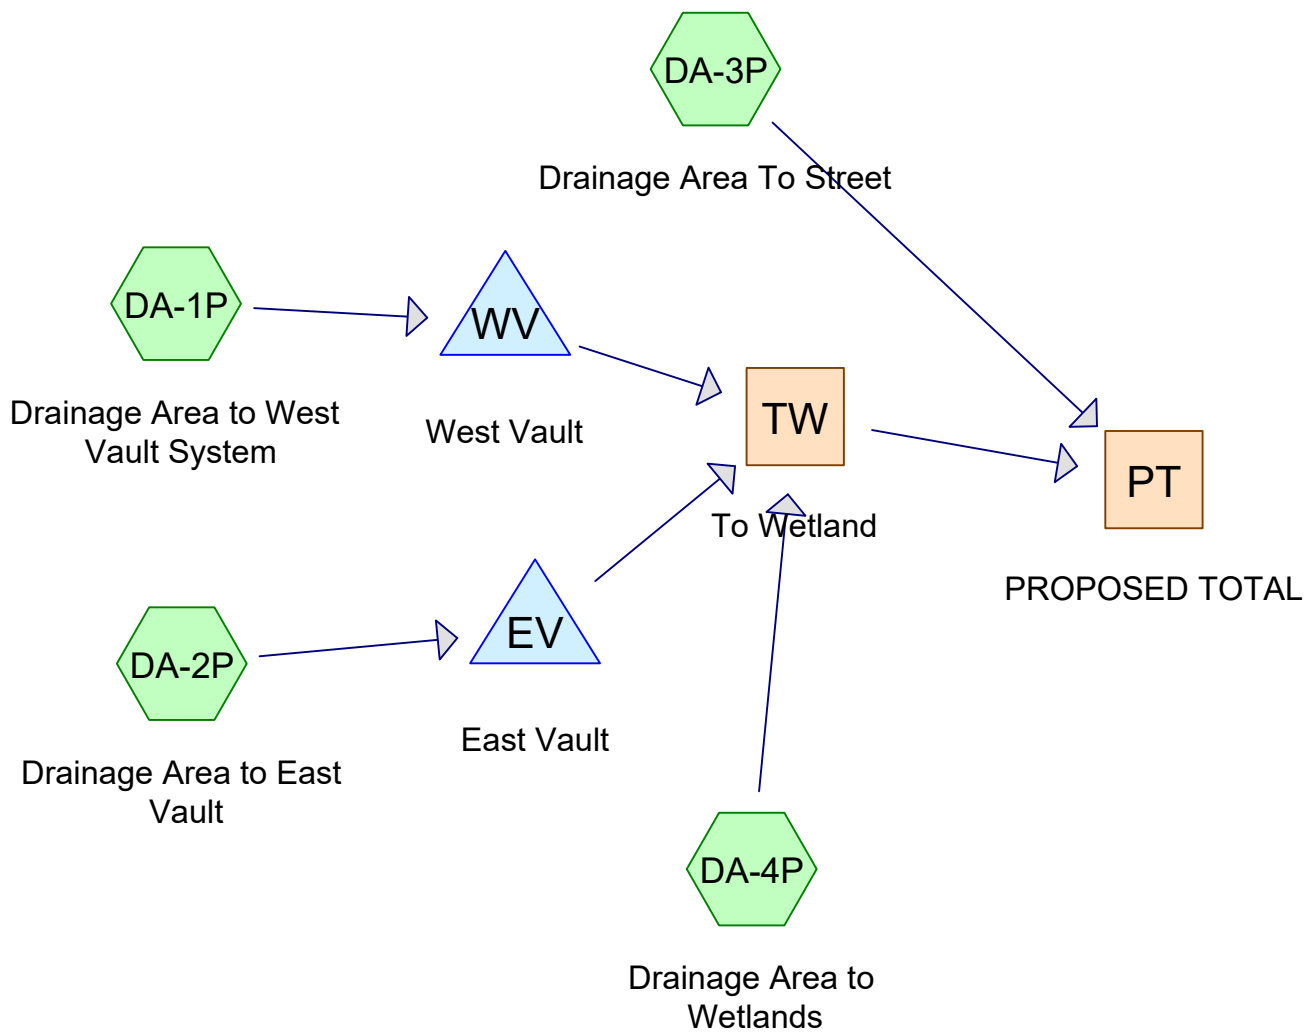 DA-3P
Drainage Area To Street
DA-1P
Drainage Area to West
Vault System
WV
West Vault
TW
To Wetland
PT
PROPOSED TOTAL
DA-2P
Drainage Area to East
Vault
EV
East Vault
DA-4P
Drainage Area to
Wetlands